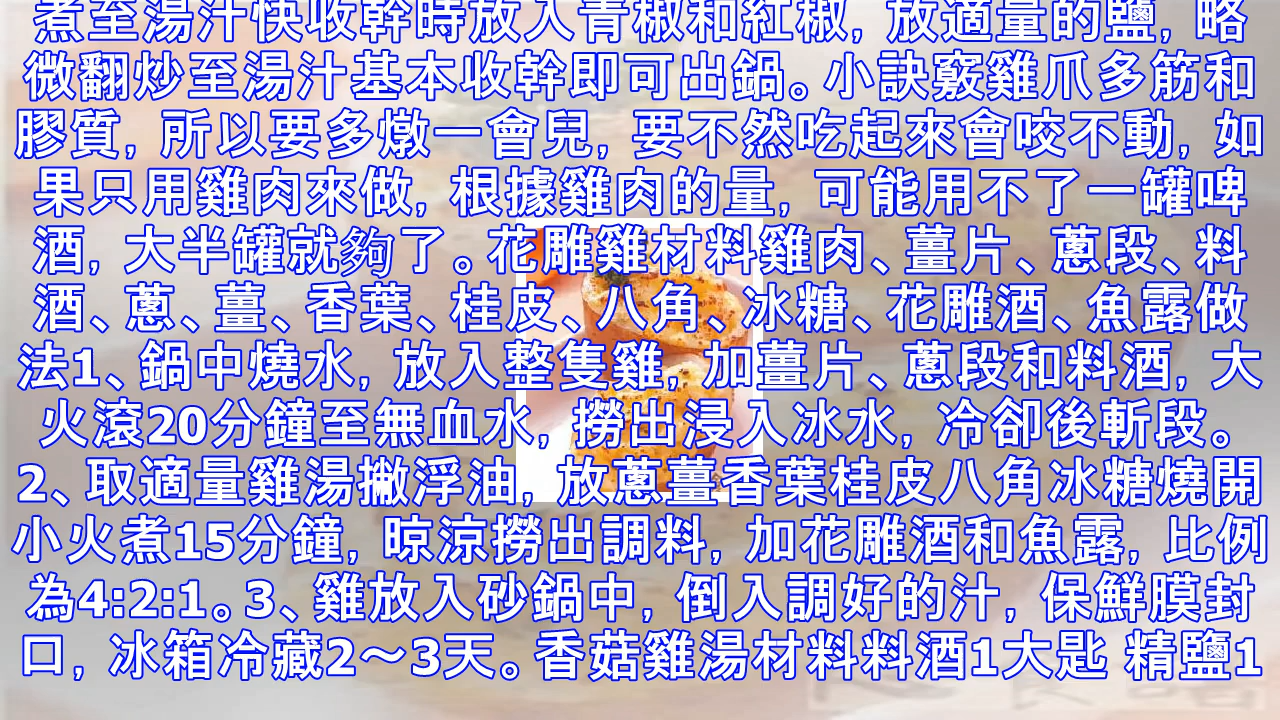 煮至湯汁快收幹時放入青椒和紅椒, 放適量的鹽, 略
微翻炒至湯汁基本收幹即可出鍋。小訣竅雞爪多筋和
膠質, 所以要多燉一會兒, 要不然吃起來會咬不動, 如
果只用雞肉來做, 根據雞肉的量, 可能用不了一罐啤
酒, 大半罐就夠了。花雕雞材料雞肉、薑片、蔥段、料
酒、蔥、薑、香葉、桂皮、八角、冰糖、花雕酒、魚露做
法1、鍋中燒水, 放入整隻雞, 加薑片、蔥段和料酒, 大
火滾20分鐘至無血水, 撈出浸入冰水, 冷卻後斬段。
2、取適量雞湯撇浮油, 放蔥薑香葉桂皮八角冰糖燒開
小火煮15分鐘, 晾涼撈出調料, 加花雕酒和魚露, 比例
為4:2:1。3、雞放入砂鍋中, 倒入調好的汁, 保鮮膜封
口, 冰箱冷藏2～3天。香菇雞湯材料料酒1大匙 精鹽1